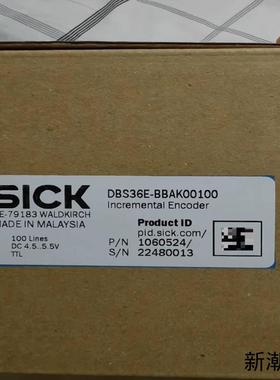 SICK
DBS36E-BBAK00100
Incremental Encoder
E-79183 WALDKIRCH
MADE IN MALAYSIA
Product ID
pid.sick.com/
100 Lines
DC 4.5..5.5V
TTL
P/N 1060524/
S/N 22480013
新潮